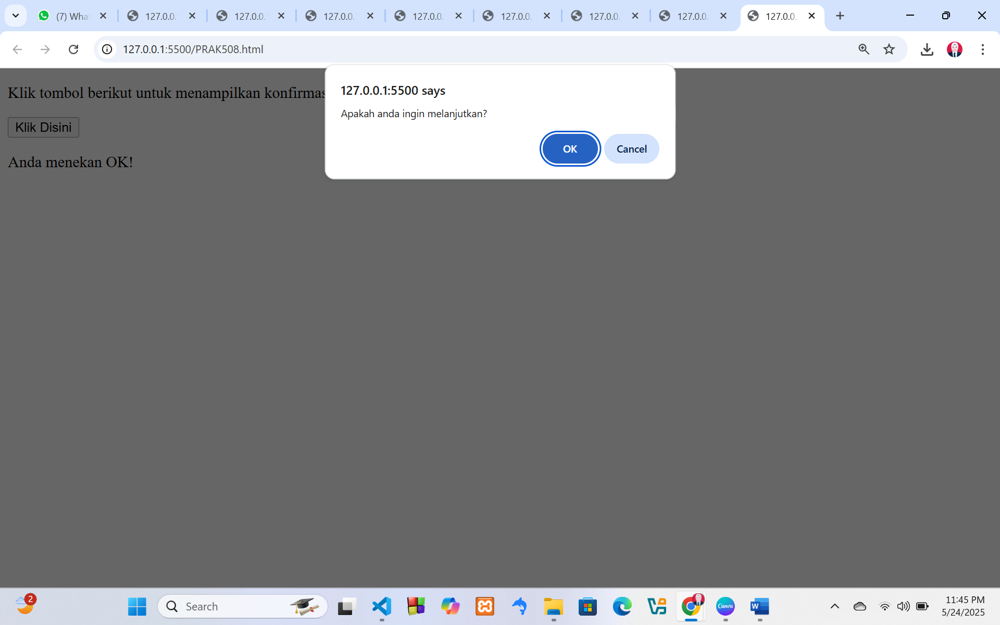 (7) Wha
127.0.0.
127.0.0.
127.0.0.
127.0.0.
127.0.0.
127.0.0.
127.0.0.
127.0.0.
127.0.0.1:5500/PRAK508.html
127.0.0.1:5500 says
Apakah anda ingin melanjutkan?
OK
Cancel
Klik tombol berikut untuk menampilkan konfirmas
Klik Disini
Anda menekan OK!
2
Search
Canva
W
11:45 PM
5/24/2025